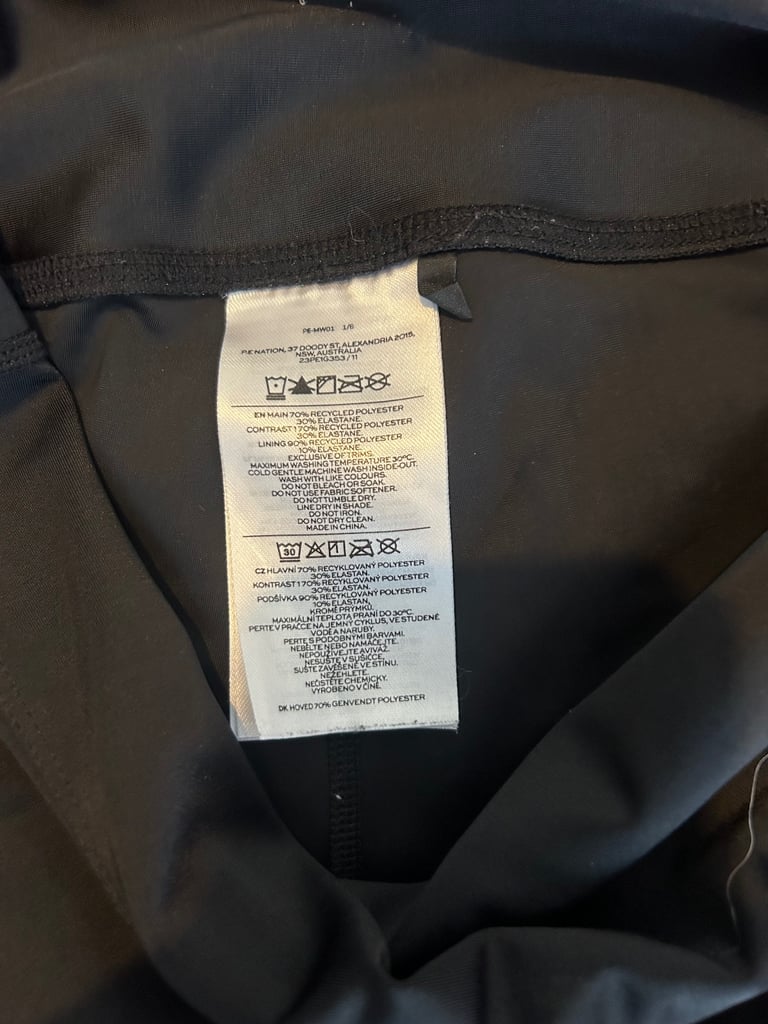 PE-MW01 1/6
P.E NATION, 37 DOODY ST, ALEXANDRIA 2015,
NSW, AUSTRALIA
23PE1G353 / 11
EN MAIN 70% RECYCLED POLYESTER
30% ELASTANE.
CONTRAST 1 70% RECYCLED POLYESTER
30% ELASTANE.
LINING 90% RECYCLED POLYESTER
10% ELASTANE.
EXCLUSIVE OF TRIMS.
MAXIMUM WASHING TEMPERATURE 30°C.
COLD GENTLE MACHINE WASH INSIDE-OUT.
WASH WITH LIKE COLOURS.
DO NOT BLEACH OR SOAK.
DO NOT USE FABRIC SOFTENER.
DO NOT TUMBLE DRY.
LINE DRY IN SHADE.
DO NOT IRON.
DO NOT DRY CLEAN.
MADE IN CHINA.
30
CZ HLAVNÍ 70% RECYKLOVANÝ POLYESTER
30% ELASTAN.
KONTRAST 1 70% RECYKLOVANÝ POLYESTER
30% ELASTAN.
PODŠÍVKA 90% RECYKLOVANÝ POLYESTER
10% ELASTAN.
KROMĚ PRÝMKŮ.
MAXIMÁLNÍ TEPLOTA PRANÍ DO 30°C.
PERTE V PRAČCE NA JEMNÝ CYKLUS, VE STUDENÉ
VODĚ A NARUBY.
PERTE S PODOBNÝMI BARVAMI.
NEBĚLTE NEBO NAMÁČEJTE.
NEPOUŽÍVEJTE AVIVÁŽ.
NESUŠTE V SUŠIČCE.
SUŠTE ZAVĚŠENÉ VE STÍNU.
NEŽEHLETE.
NEČISTĚTE CHEMICKY.
VYROBENO V ČÍNĚ.
DK HOVED 70% GENVENDT POLYESTER